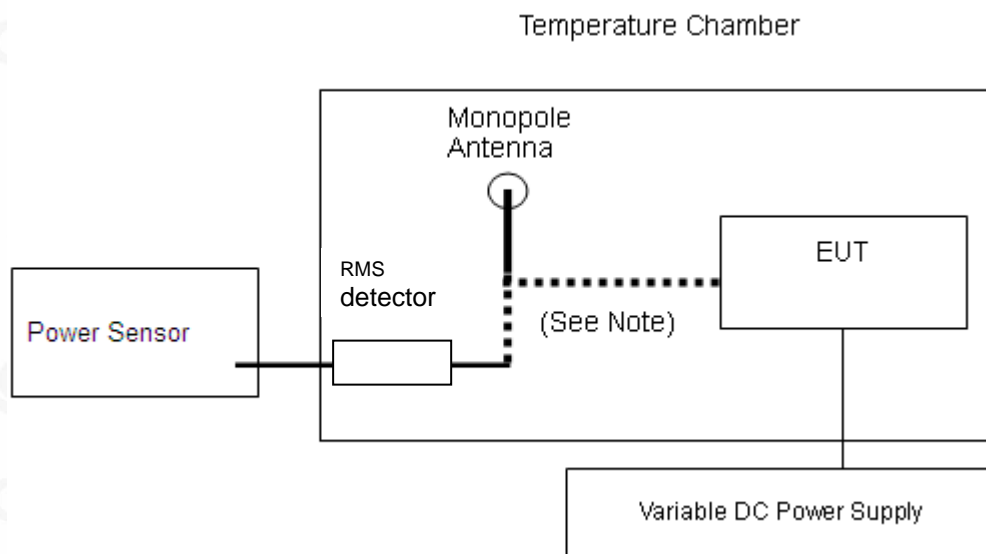 Temperature Chamber
Monopole
Antenna
RMS
detector
EUT
Power Sensor
(See Note)
Variable DC Power Supply